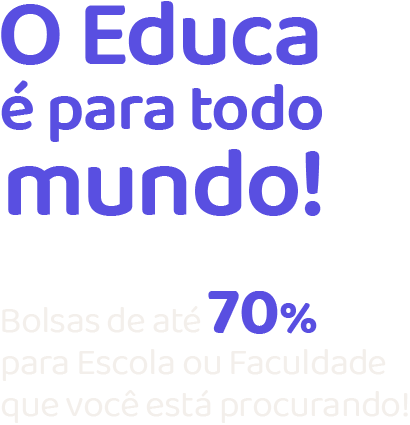 O Educa
é para todo
mundo!
Bolsas de até 70%
para Escola ou Faculdade
que você está procurando!